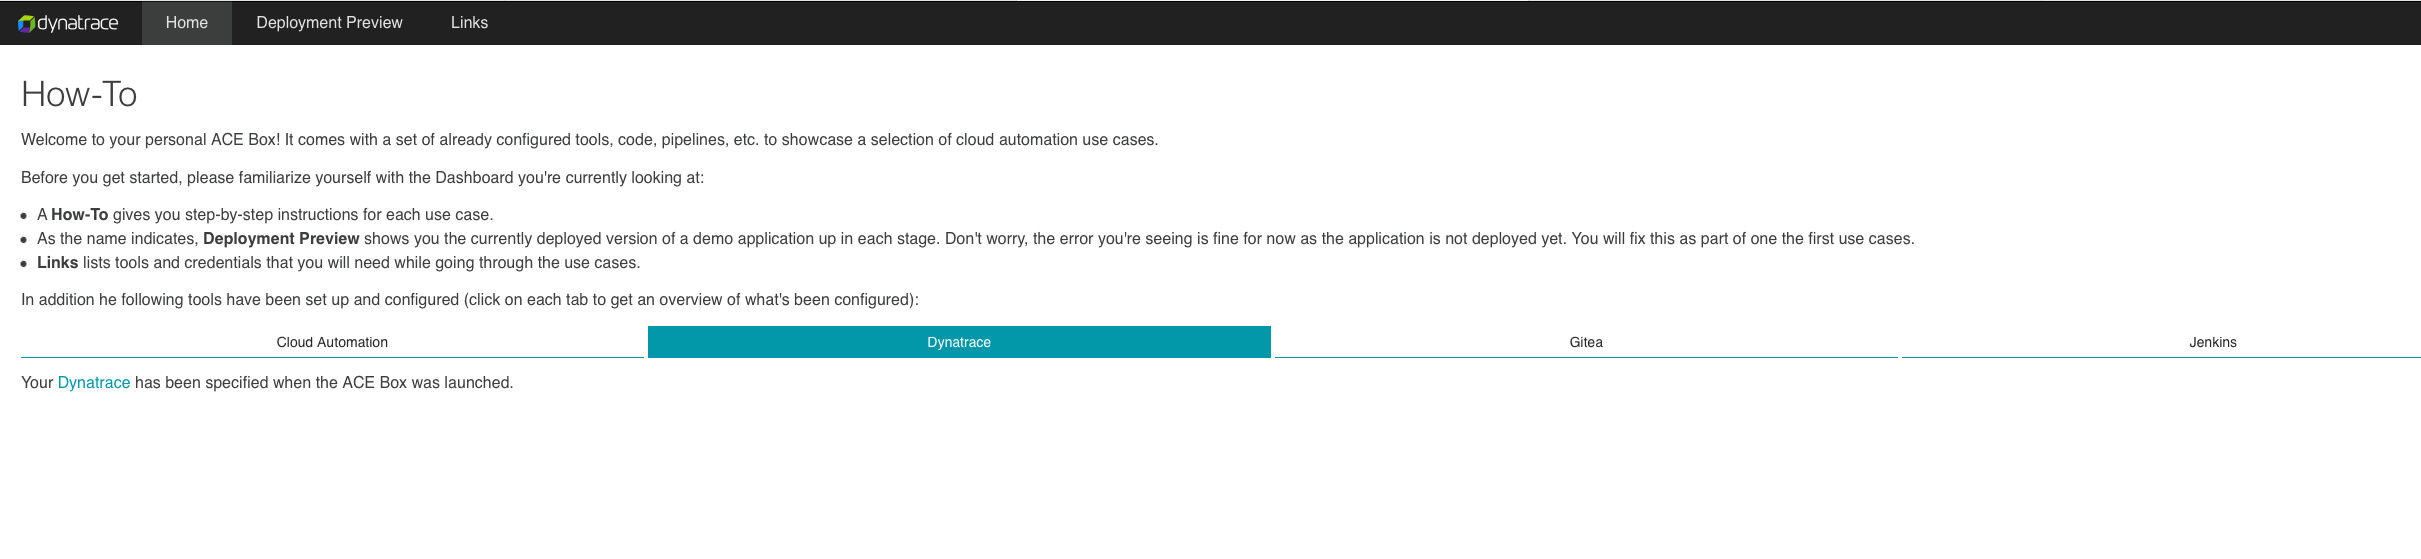 dynatrace Home Deployment Preview Links
How-To
Welcome to your personal ACE Box! It comes with a set of already configured tools, code, pipelines, etc. to showcase a selection of cloud automation use cases.
Before you get started, please familiarize yourself with the Dashboard you're currently looking at:
• A How-To gives you step-by-step instructions for each use case.
• As the name indicates, Deployment Preview shows you the currently deployed version of a demo application up in each stage. Don't worry, the error you're seeing is fine for now as the application is not deployed yet. You will fix this as part of one the first use cases.
• Links lists tools and credentials that you will need while going through the use cases.
In addition he following tools have been set up and configured (click on each tab to get an overview of what's been configured):
Cloud Automation Dynatrace Gitea Jenkins
Your Dynatrace has been specified when the ACE Box was launched.